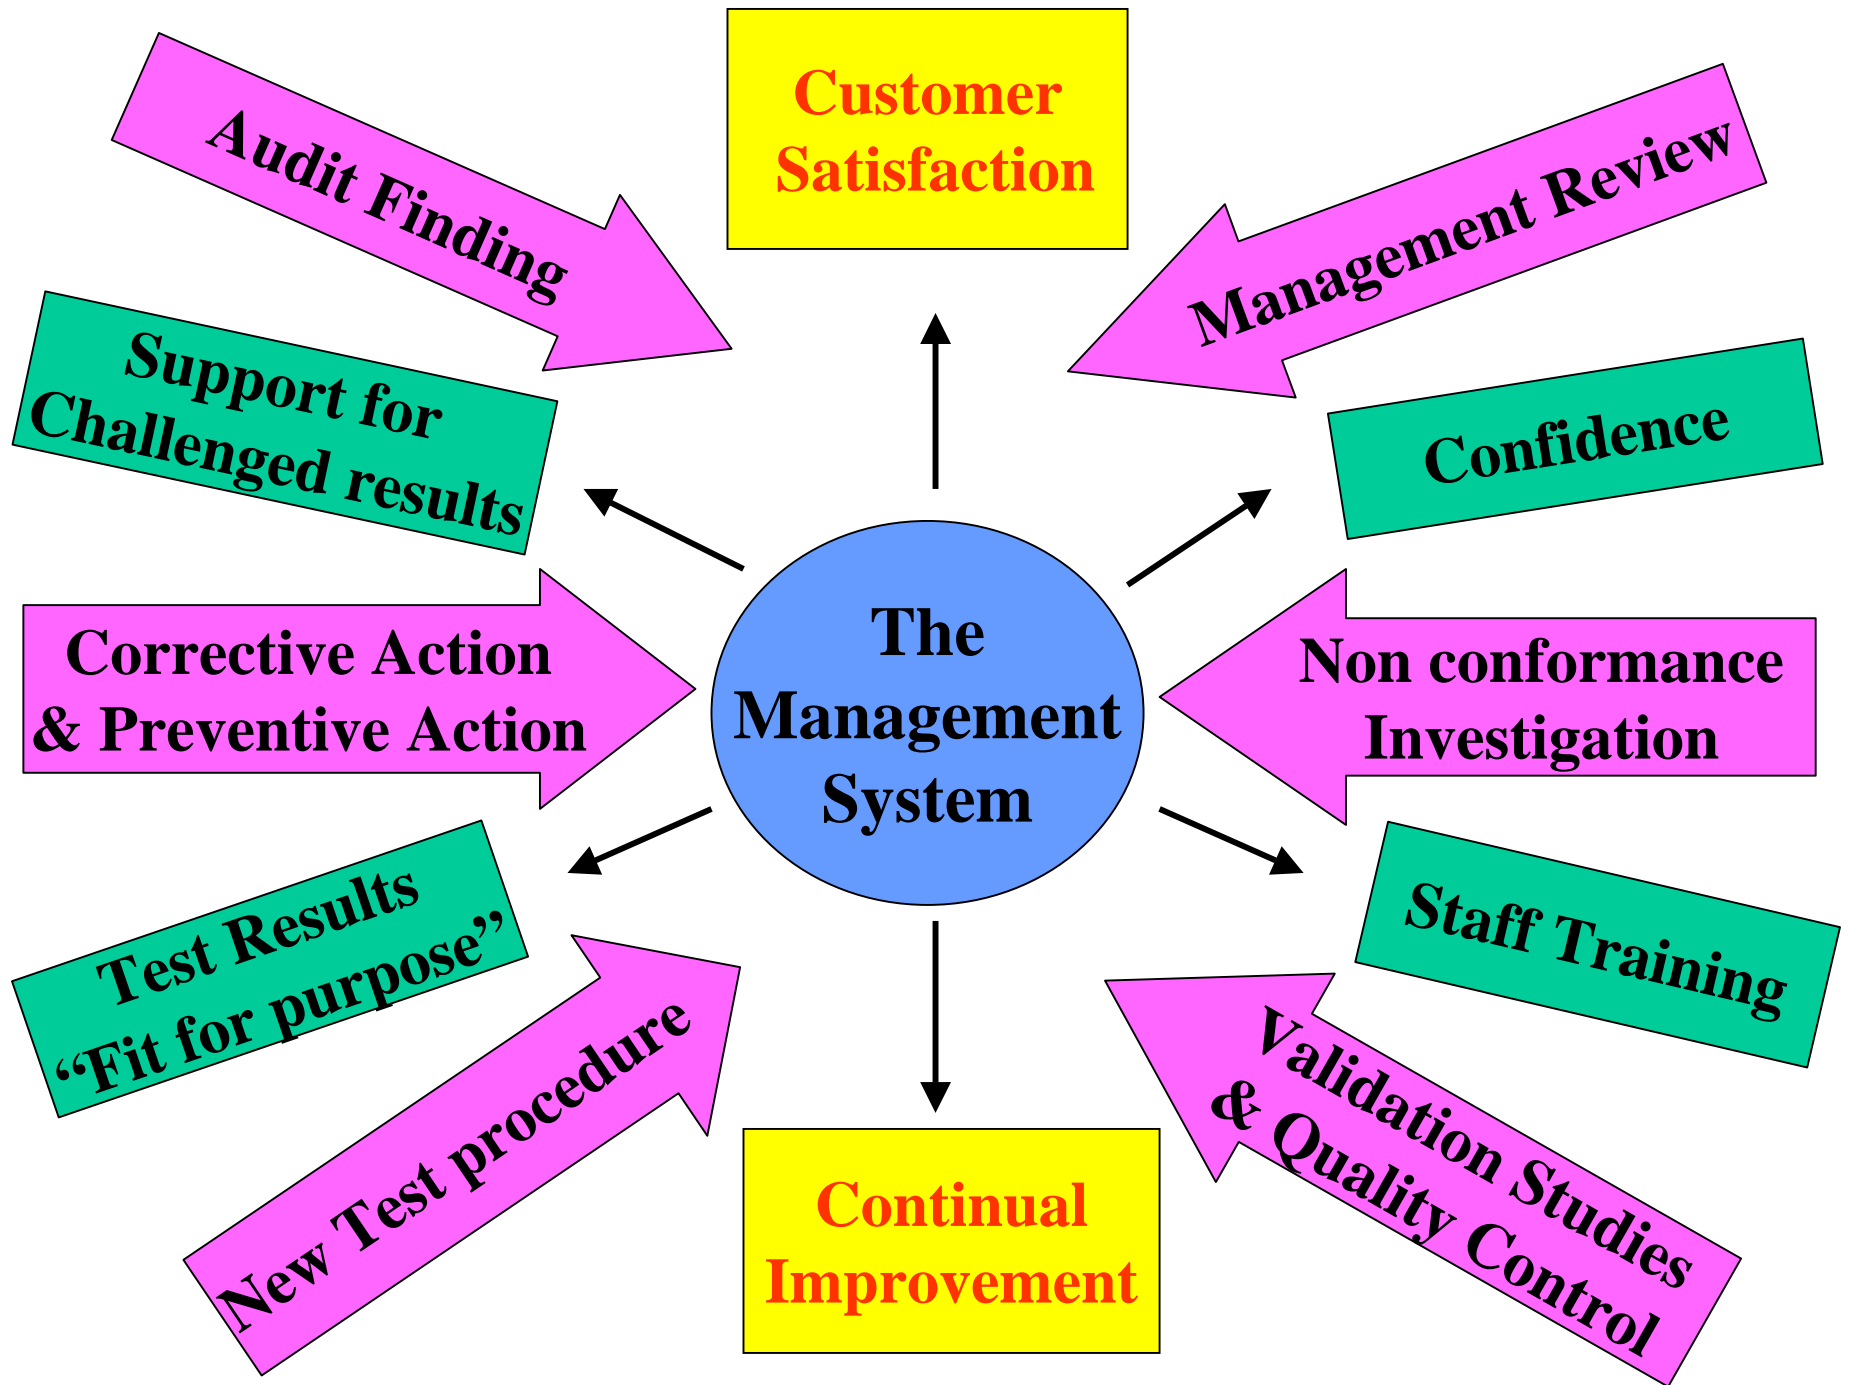 Customer
Satisfaction
Audit Finding
Management Review
Support for
Challenged results
Confidence
Corrective Action
& Preventive Action
The
Management
System
Non conformance
Investigation
Test Results
“Fit for purpose”
Staff Training
New Test procedure
Validation Studies
& Quality Control
Continual
Improvement